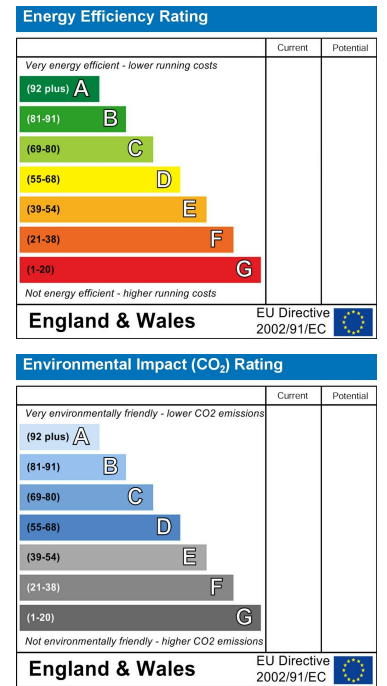 Energy Efficiency Rating
Current Potential
Very energy efficient - lower running costs
(92 plus) A
(81-91) B
(69-80) C
(55-68) D
(39-54) E
(21-38) F
(1-20) G
Not energy efficient - higher running costs
England & Wales
EU Directive
2002/91/EC
Environmental Impact (CO₂) Rating
Current Potential
Very environmentally friendly - lower CO2 emissions
(92 plus) A
(81-91) B
(69-80) C
(55-68) D
(39-54) E
(21-38) F
(1-20) G
Not environmentally friendly - higher CO2 emissions
England & Wales
EU Directive
2002/91/EC